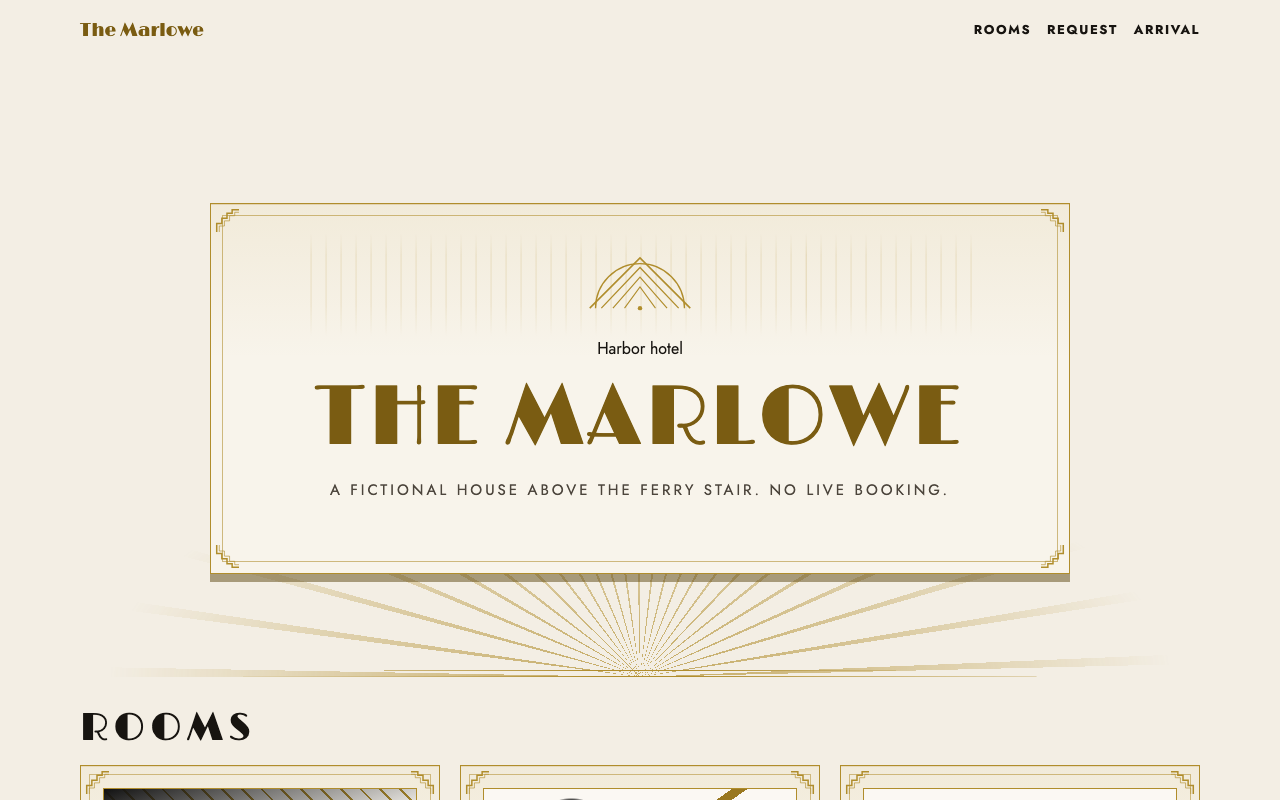 The Marlowe
ROOMS REQUEST ARRIVAL
Harbor hotel
THE MARLOWE
A FICTIONAL HOUSE ABOVE THE FERRY STAIR. NO LIVE BOOKING.
ROOMS